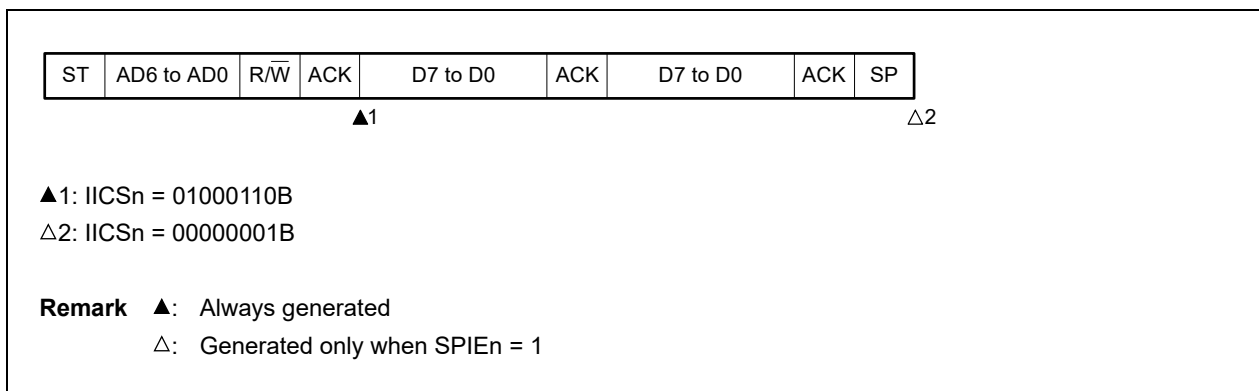 ST AD6 to AD0 R/W̅ ACK D7 to D0 ACK D7 to D0 ACK SP
▲1 △2
▲1: IICSn = 01000110B
△2: IICSn = 00000001B
Remark ▲: Always generated
△: Generated only when SPIEn = 1